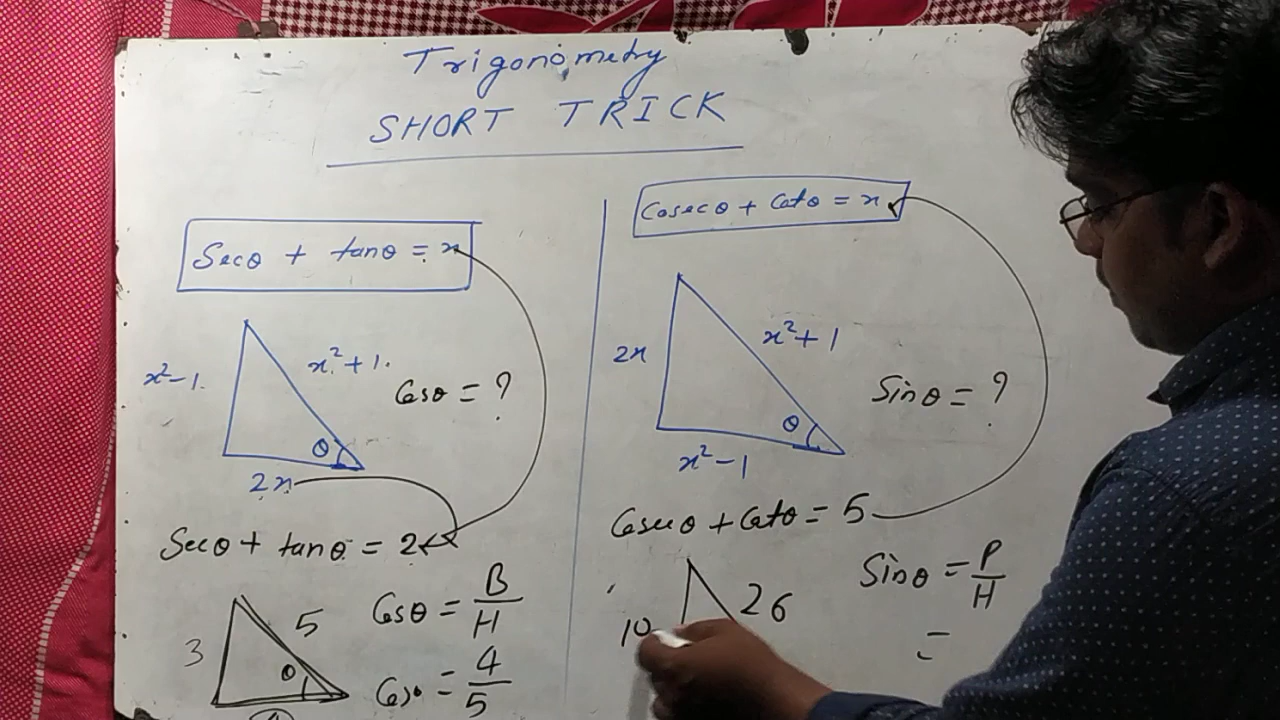 Trigonometry
SHORT TRICK
Secθ + tanθ = x
x²-1.
x²+1.
θ
2x
Cosθ = ?
Secθ + tanθ = 2
3
5
θ
Cosθ = B/H
Cosθ = 4/5
Cosecθ + Cotθ = x
2x
x²+1
θ
x²-1
Sinθ = ?
Cosecθ + Cotθ = 5
10
26
Sinθ = P/H
=